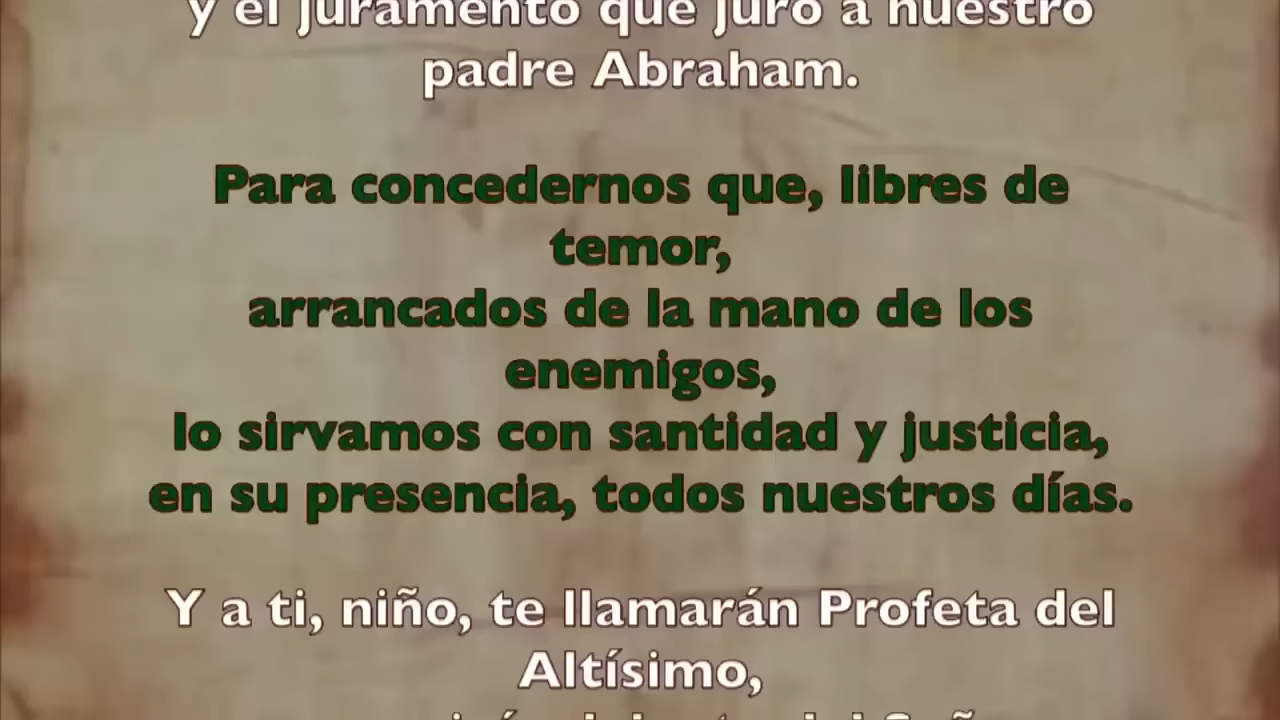 y el juramento que juró a nuestro
padre Abraham.
Para concedernos que, libres de
temor,
arrancados de la mano de los
enemigos,
lo sirvamos con santidad y justicia,
en su presencia, todos nuestros días.
Y a ti, niño, te llamarán Profeta del
Altísimo,